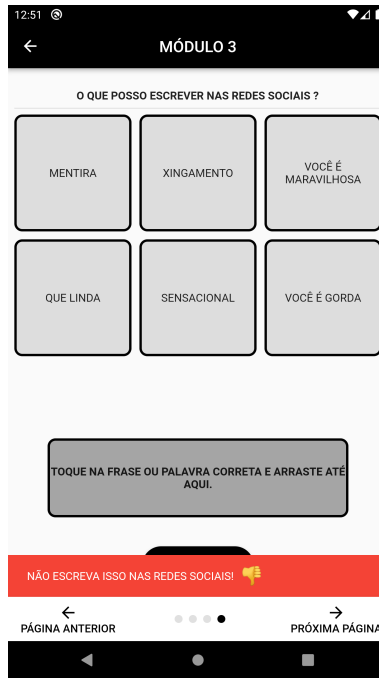 12:51
MÓDULO 3
O QUE POSSO ESCREVER NAS REDES SOCIAIS ?
MENTIRA
XINGAMENTO
VOCÊ É
MARAVILHOSA
QUE LINDA
SENSACIONAL
VOCÊ É GORDA
TOQUE NA FRASE OU PALAVRA CORRETA E ARRASTE ATÉ
AQUI.
NÃO ESCREVA ISSO NAS REDES SOCIAIS!
PÁGINA ANTERIOR
PRÓXIMA PÁGINA